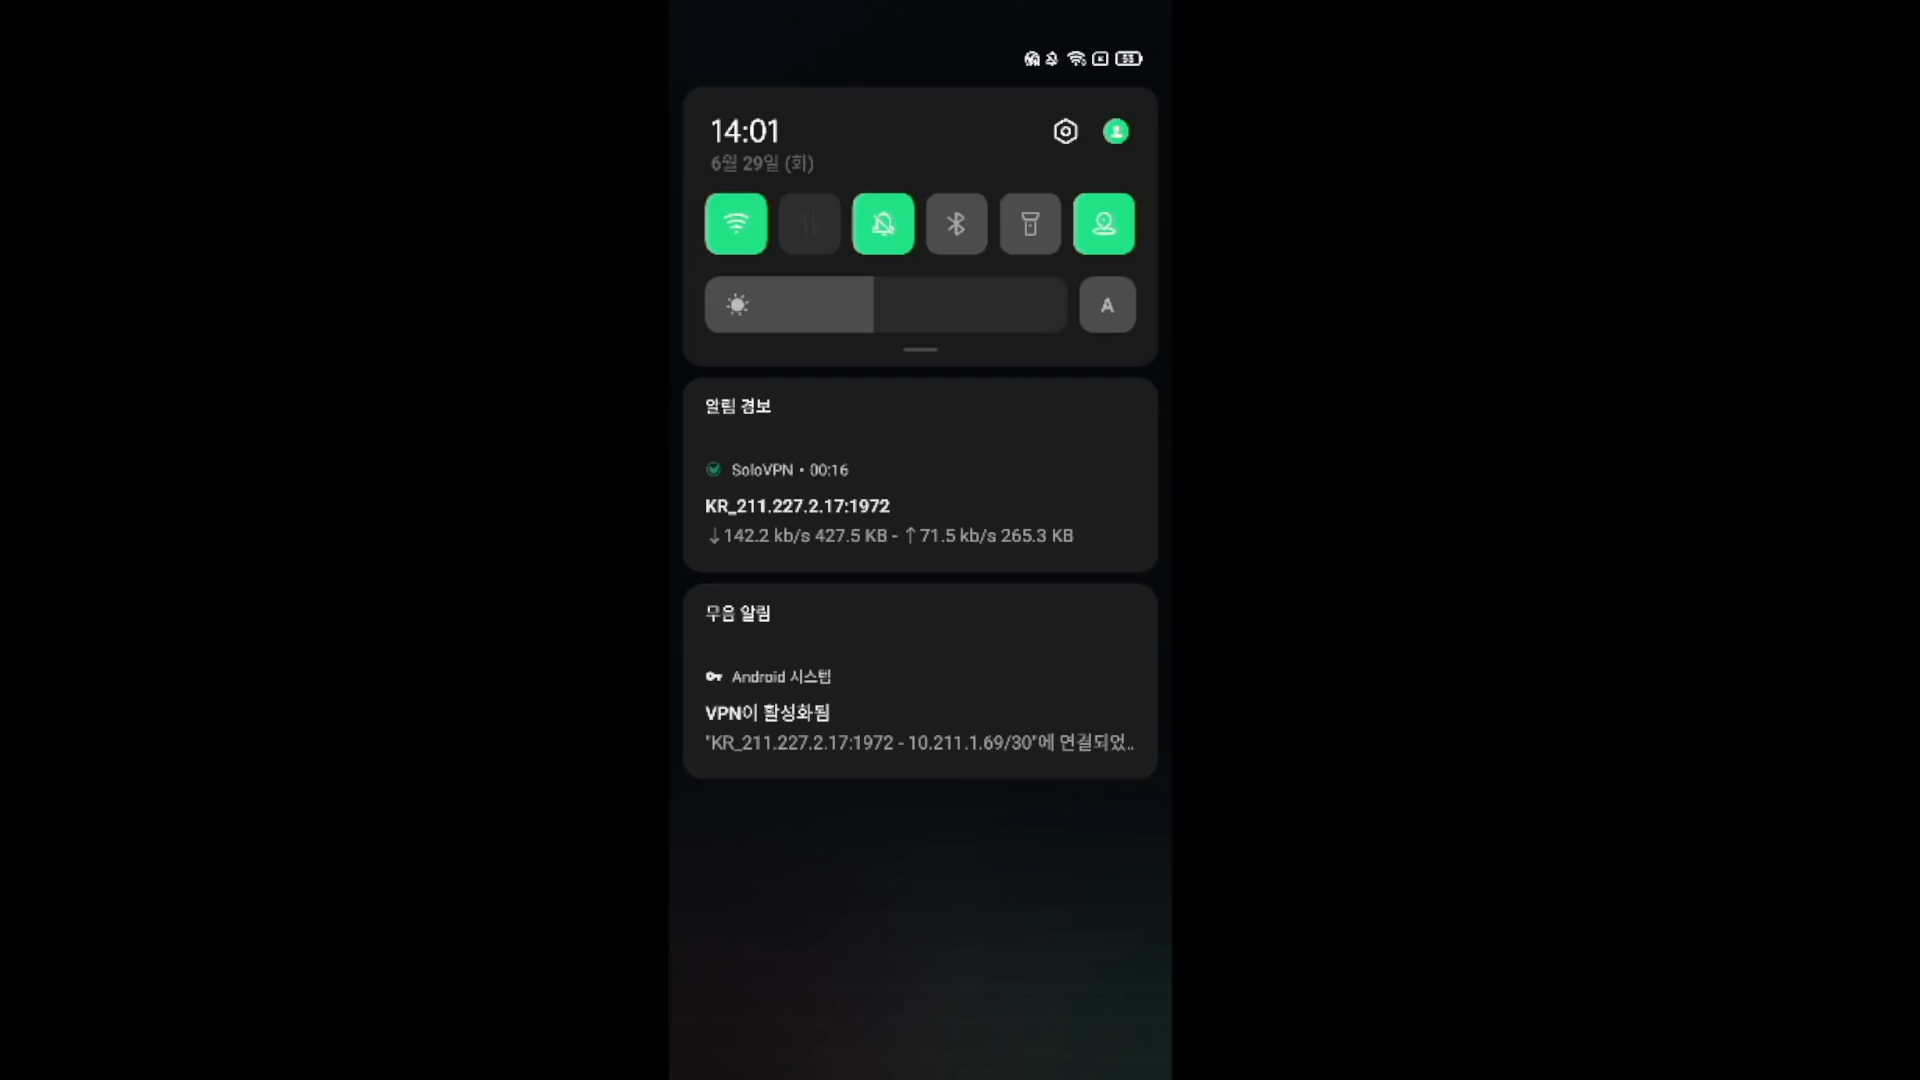 53
14:01
6월 29일 (화)
A
알림 경보
SoloVPN • 00:16
KR_211.227.2.17:1972
↓142.2 kb/s 427.5 KB - ↑71.5 kb/s 265.3 KB
무음 알림
Android 시스템
VPN이 활성화됨
"KR_211.227.2.17:1972 - 10.211.1.69/30"에 연결되었..